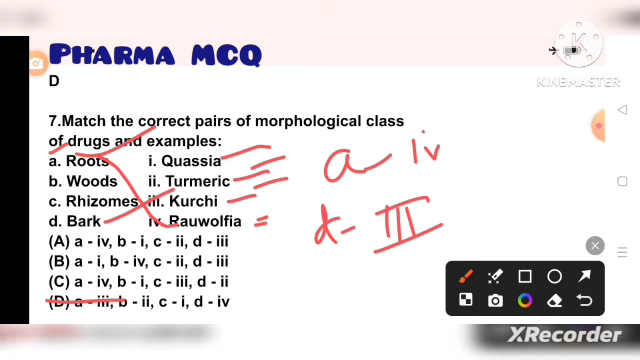 PHARMA MCQ
KINEMASTER
D
7.Match the correct pairs of morphological class
of drugs and examples:
a. Roots i. Quassia
b. Woods ii. Turmeric
c. Rhizomes iii. Kurchi
d. Bark iv. Rauwolfia
a - iv
d - III
(A) a - iv, b - i, c - ii, d - iii
(B) a - i, b - iv, c - ii, d - iii
(C) a - iv, b - i, c - iii, d - ii
(D) a - iii, b - ii, c - i, d - iv
XRecorder